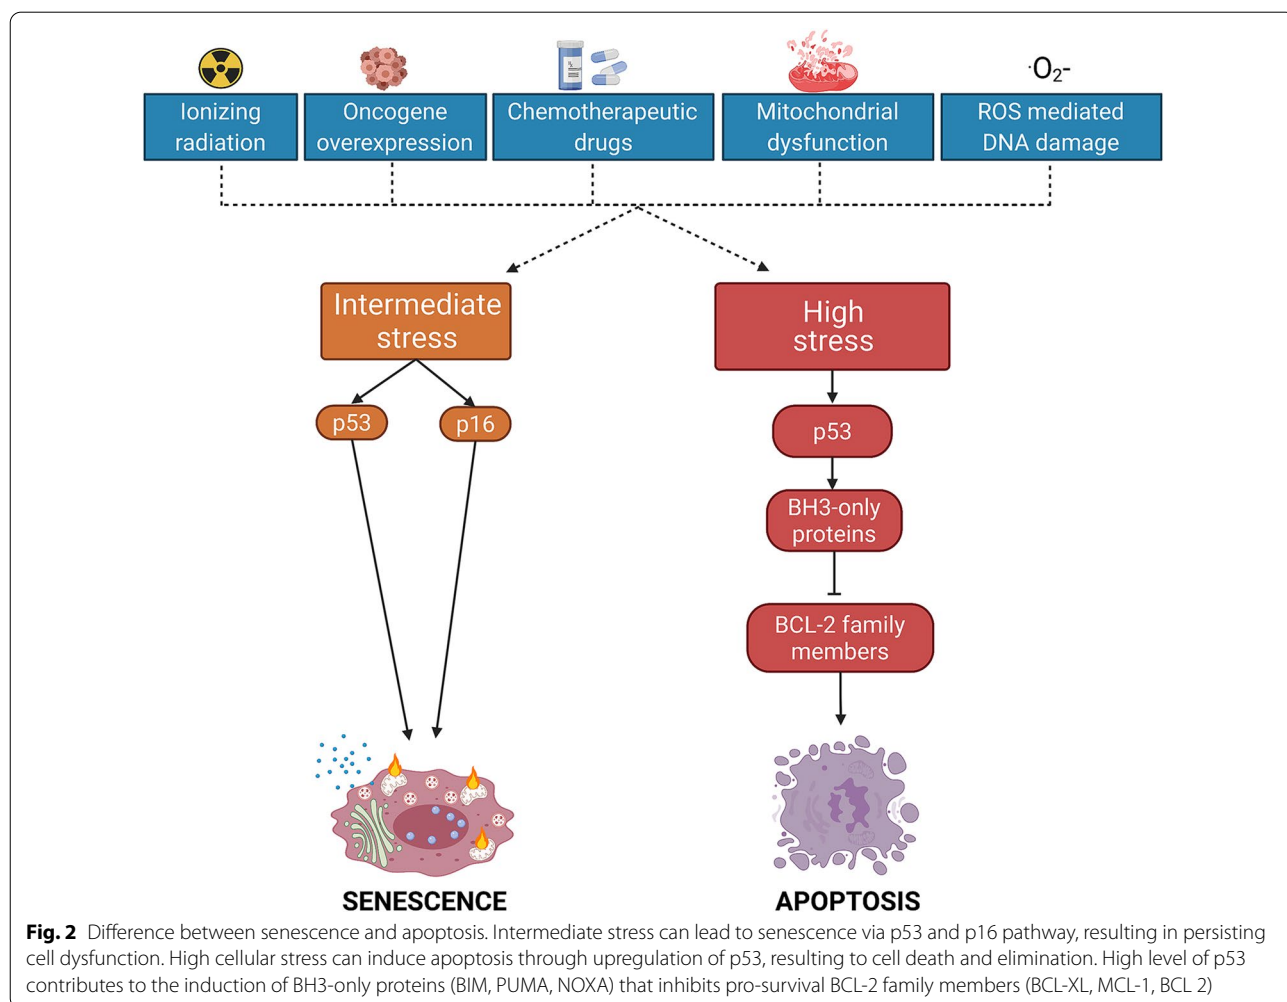 ·O₂-
Ionizing
radiation
Oncogene
overexpression
Chemotherapeutic
drugs
Mitochondrial
dysfunction
ROS mediated
DNA damage
Intermediate
stress
High
stress
p53
p16
p53
BH3-only
proteins
BCL-2 family
members
SENESCENCE
APOPTOSIS
Fig. 2 Difference between senescence and apoptosis. Intermediate stress can lead to senescence via p53 and p16 pathway, resulting in persisting
cell dysfunction. High cellular stress can induce apoptosis through upregulation of p53, resulting to cell death and elimination. High level of p53
contributes to the induction of BH3-only proteins (BIM, PUMA, NOXA) that inhibits pro-survival BCL-2 family members (BCL-XL, MCL-1, BCL 2)